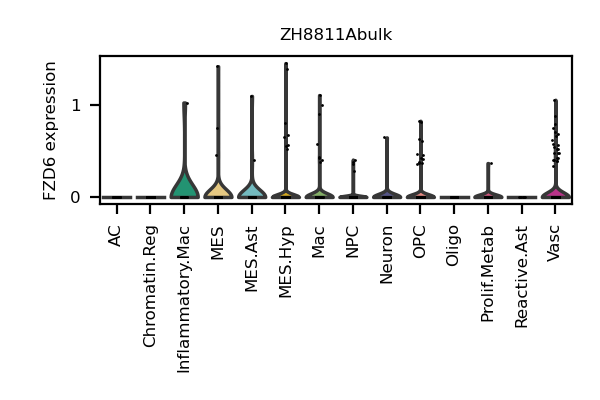 ZH8811Abulk
FZD6 expression
1
0
AC
Chromatin.Reg
Inflammatory.Mac
MES
MES.Ast
MES.Hyp
Mac
NPC
Neuron
OPC
Oligo
Prolif.Metab
Reactive.Ast
Vasc